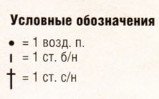 Условные обозначения
• = 1 возд. п.
ı = 1 ст. б/н
† = 1 ст. с/н